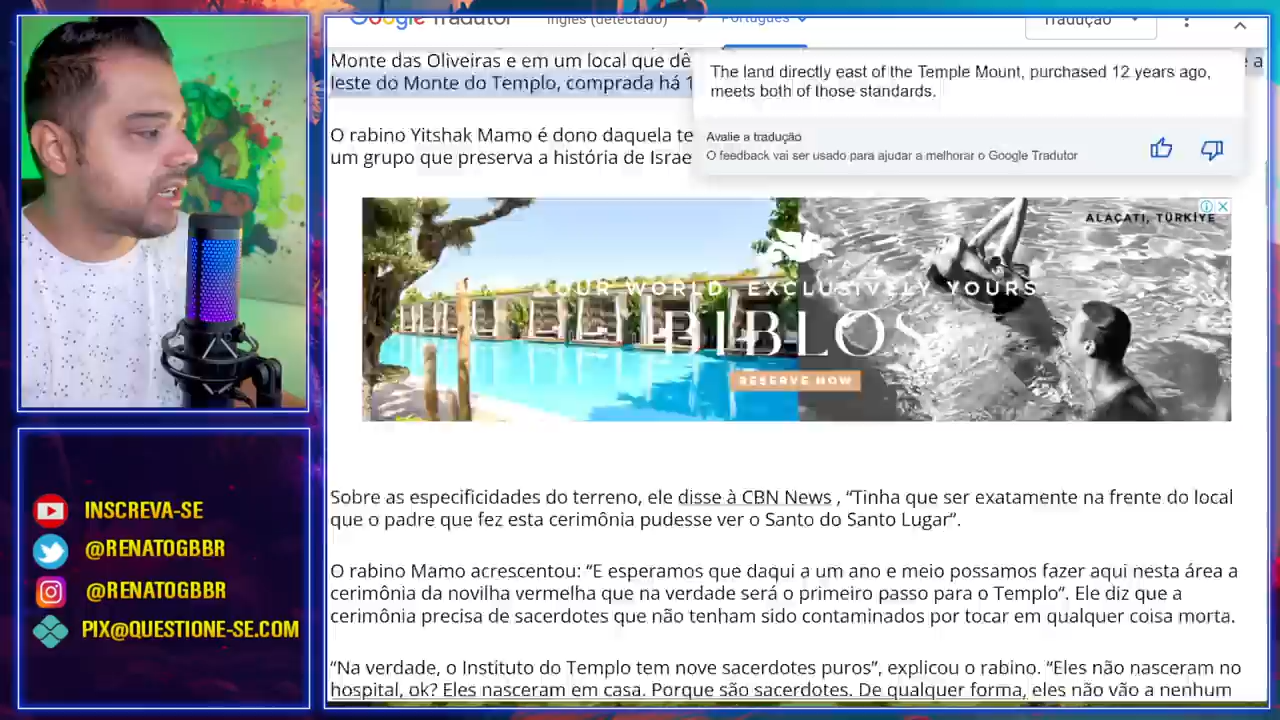 Google Tradutor
Inglês (detectado)
Português
Tradução
Monte das Oliveiras e em um local que dê
e a
leste do Monte do Templo, comprada há 1
The land directly east of the Temple Mount, purchased 12 years ago,
meets both of those standards.
Avalie a tradução
O feedback vai ser usado para ajudar a melhorar o Google Tradutor
O rabino Yitshak Mamo é dono daquela te
um grupo que preserva a história de Israe
ALAÇATI, TÜRKİYE
YOUR WORLD, EXCLUSIVELY YOURS
BIBLOS
RESERVE NOW
Sobre as especificidades do terreno, ele disse à CBN News , “Tinha que ser exatamente na frente do local
que o padre que fez esta cerimônia pudesse ver o Santo do Santo Lugar”.
O rabino Mamo acrescentou: “E esperamos que daqui a um ano e meio possamos fazer aqui nesta área a
cerimônia da novilha vermelha que na verdade será o primeiro passo para o Templo”. Ele diz que a
cerimônia precisa de sacerdotes que não tenham sido contaminados por tocar em qualquer coisa morta.
“Na verdade, o Instituto do Templo tem nove sacerdotes puros”, explicou o rabino. “Eles não nasceram no
hospital, ok? Eles nasceram em casa. Porque são sacerdotes. De qualquer forma, eles não vão a nenhum
INSCREVA-SE
@RENATOGBBR
@RENATOGBBR
PIX@QUESTIONE-SE.COM